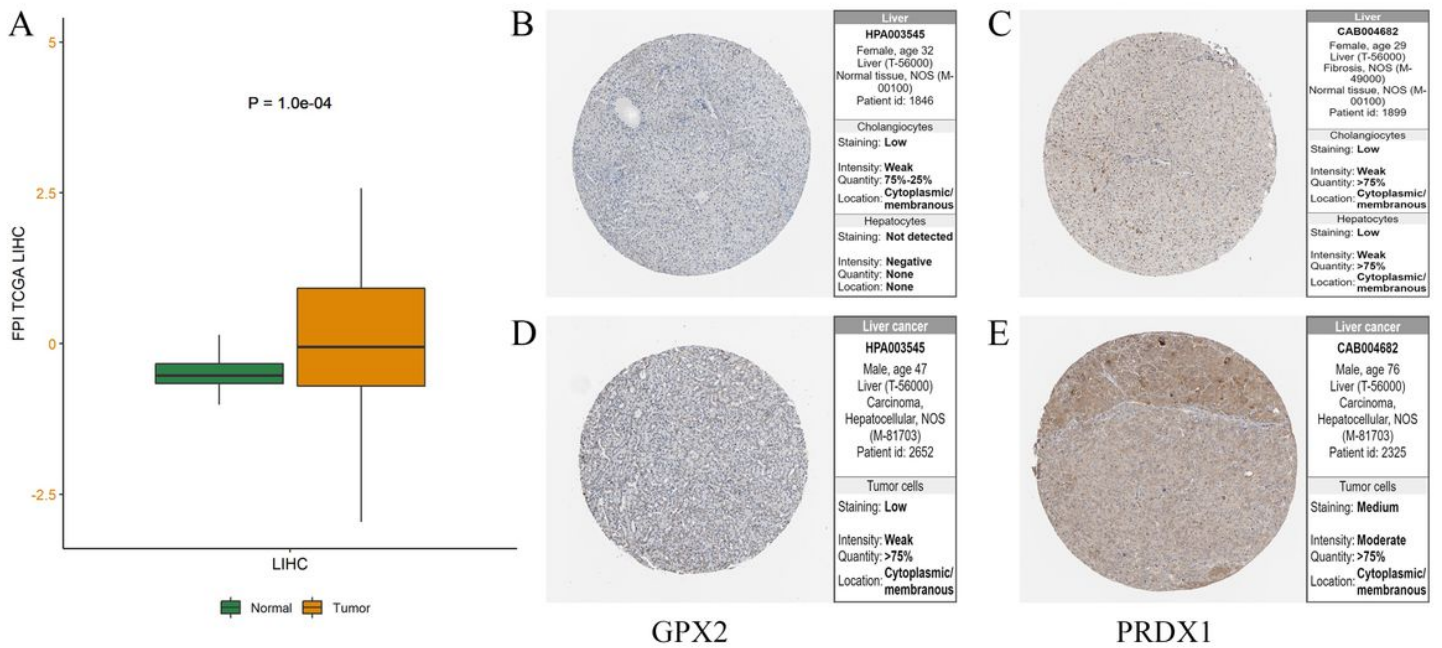 A
5
2.5
0
-2.5
FPI TCGA LIHC
P = 1.0e-04
LIHC
Normal
Tumor
B
Liver
HPA003545
Female, age 32
Liver (T-56000)
Normal tissue, NOS (M-
00100)
Patient id: 1846
Cholangiocytes
Staining: Low
Intensity: Weak
Quantity: 75%-25%
Location: Cytoplasmic/
membranous
Hepatocytes
Staining: Not detected
Intensity: Negative
Quantity: None
Location: None
C
Liver
CAB004682
Female, age 29
Liver (T-56000)
Fibrosis, NOS (M-
49000)
Normal tissue, NOS (M-
00100)
Patient id: 1899
Cholangiocytes
Staining: Low
Intensity: Weak
Quantity: >75%
Location: Cytoplasmic/
membranous
Hepatocytes
Staining: Low
Intensity: Weak
Quantity: >75%
Location: Cytoplasmic/
membranous
D
Liver cancer
HPA003545
Male, age 47
Liver (T-56000)
Carcinoma,
Hepatocellular, NOS
(M-81703)
Patient id: 2652
Tumor cells
Staining: Low
Intensity: Weak
Quantity: >75%
Location: Cytoplasmic/
membranous
E
Liver cancer
CAB004682
Male, age 76
Liver (T-56000)
Carcinoma,
Hepatocellular, NOS
(M-81703)
Patient id: 2325
Tumor cells
Staining: Medium
Intensity: Moderate
Quantity: >75%
Location: Cytoplasmic/
membranous
GPX2
PRDX1